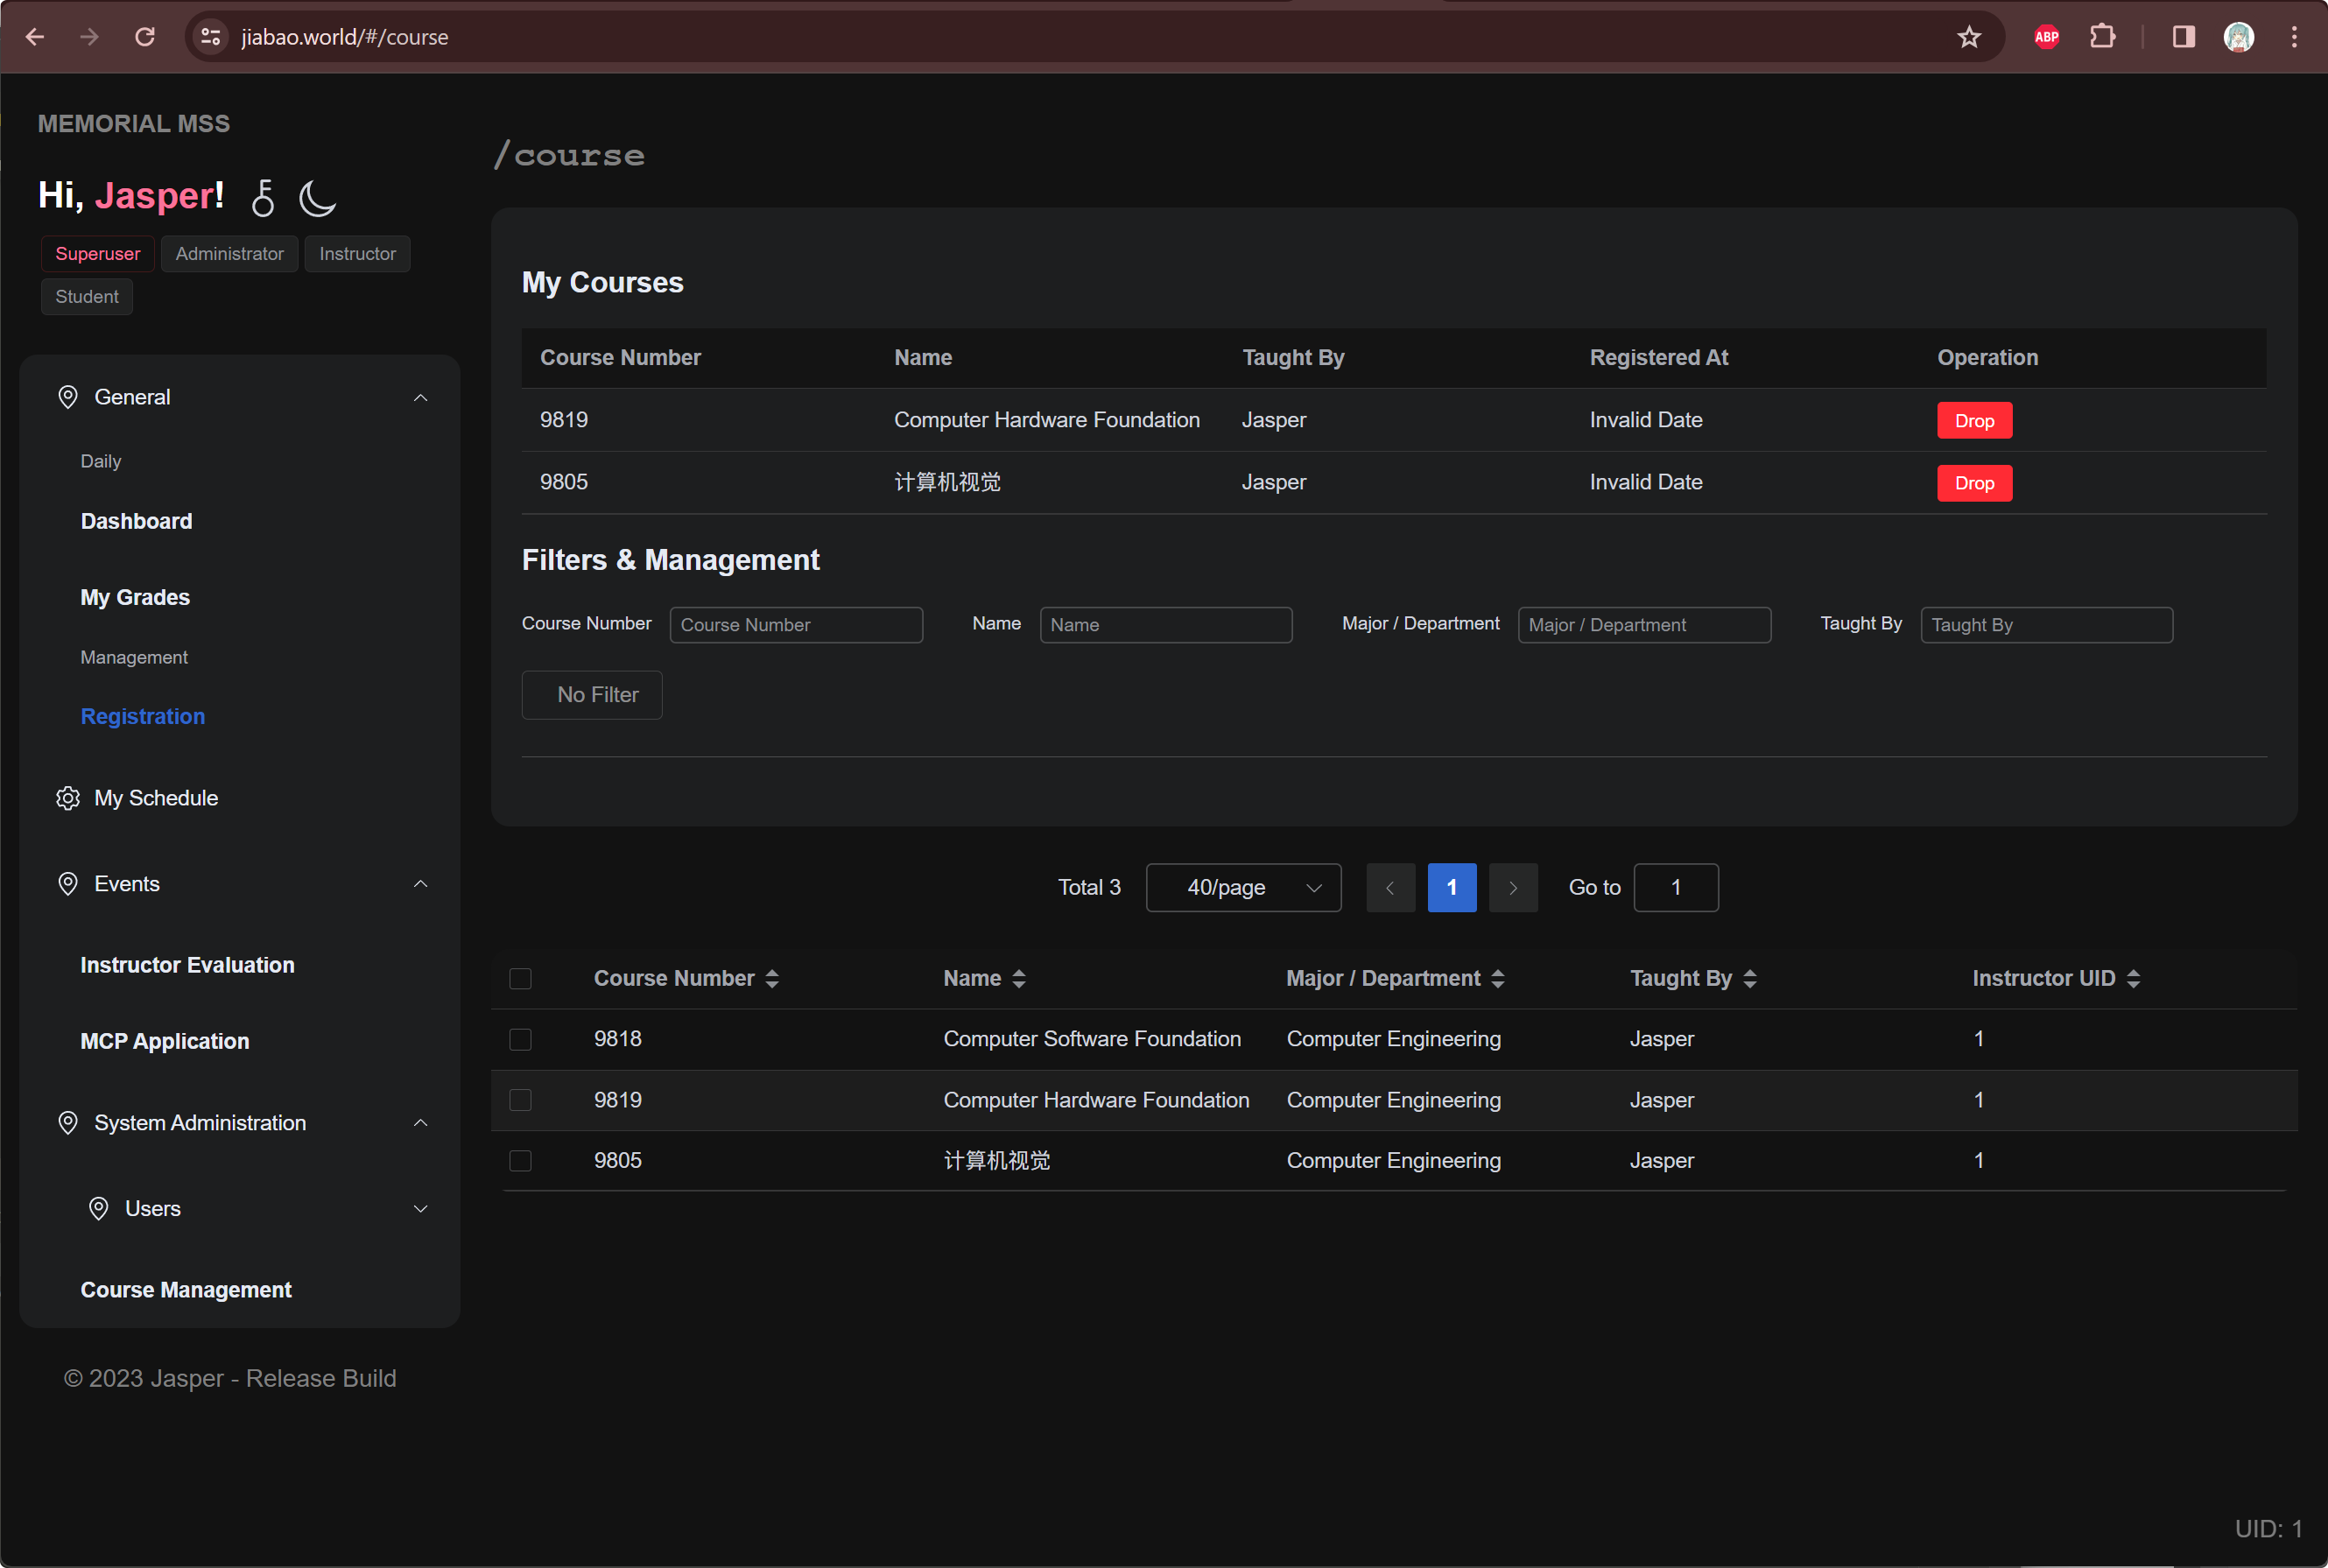 jiabao.world/#/course
ABP
MEMORIAL MSS
Hi, Jasper!
Superuser Administrator Instructor
Student
General
Daily
Dashboard
My Grades
Management
Registration
My Schedule
Events
Instructor Evaluation
MCP Application
System Administration
Users
Course Management
© 2023 Jasper - Release Build
/course
My Courses
Course Number Name Taught By Registered At Operation
9819 Computer Hardware Foundation Jasper Invalid Date Drop
9805 计算机视觉 Jasper Invalid Date Drop
Filters & Management
Course Number Course Number Name Name Major / Department Major / Department Taught By Taught By
No Filter
Total 3 40/page 1 Go to 1
Course Number Name Major / Department Taught By Instructor UID
9818 Computer Software Foundation Computer Engineering Jasper 1
9819 Computer Hardware Foundation Computer Engineering Jasper 1
9805 计算机视觉 Computer Engineering Jasper 1
UID: 1